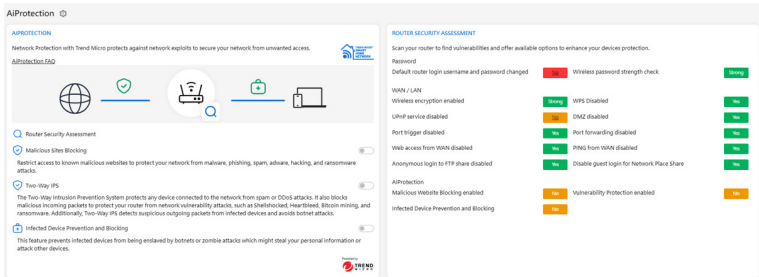 AiProtection
AIPROTECTION
Network Protection with Trend Micro protects against network exploits to secure your network from unwanted access.
AiProtection FAQ
Router Security Assessment
Malicious Sites Blocking
Restrict access to known malicious websites to protect your network from malware, phishing, spam, adware, hacking, and ransomware
attacks.
Two-Way IPS
The Two-Way Intrusion Prevention System protects any device connected to the network from spam or DDoS attacks. It also blocks
malicious incoming packets to protect your router from network vulnerability attacks, such as Shellshocked, Heartbleed, Bitcoin mining, and
ransomware. Additionally, Two-Way IPS detects suspicious outgoing packets from infected devices and avoids botnet attacks.
Infected Device Prevention and Blocking
This feature prevents infected devices from being enslaved by botnets or zombie attacks which might steal your personal information or
attack other devices.
TREND
MICRO
ROUTER SECURITY ASSESSMENT
Scan your router to find vulnerabilities and offer available options to enhance your devices protection.
Password
Default router login username and password changed No Wireless password strength check Strong
WAN / LAN
Wireless encryption enabled Strong WPS Disabled Yes
UPnP service disabled No DMZ disabled Yes
Port trigger disabled Yes Port forwarding disabled Yes
Web access from WAN disabled Yes PING from WAN disabled Yes
Anonymous login to FTP share disabled Yes Disable guest login for Network Place Share Yes
AiProtection
Malicious Website Blocking enabled No Vulnerability Protection enabled No
Infected Device Prevention and Blocking No